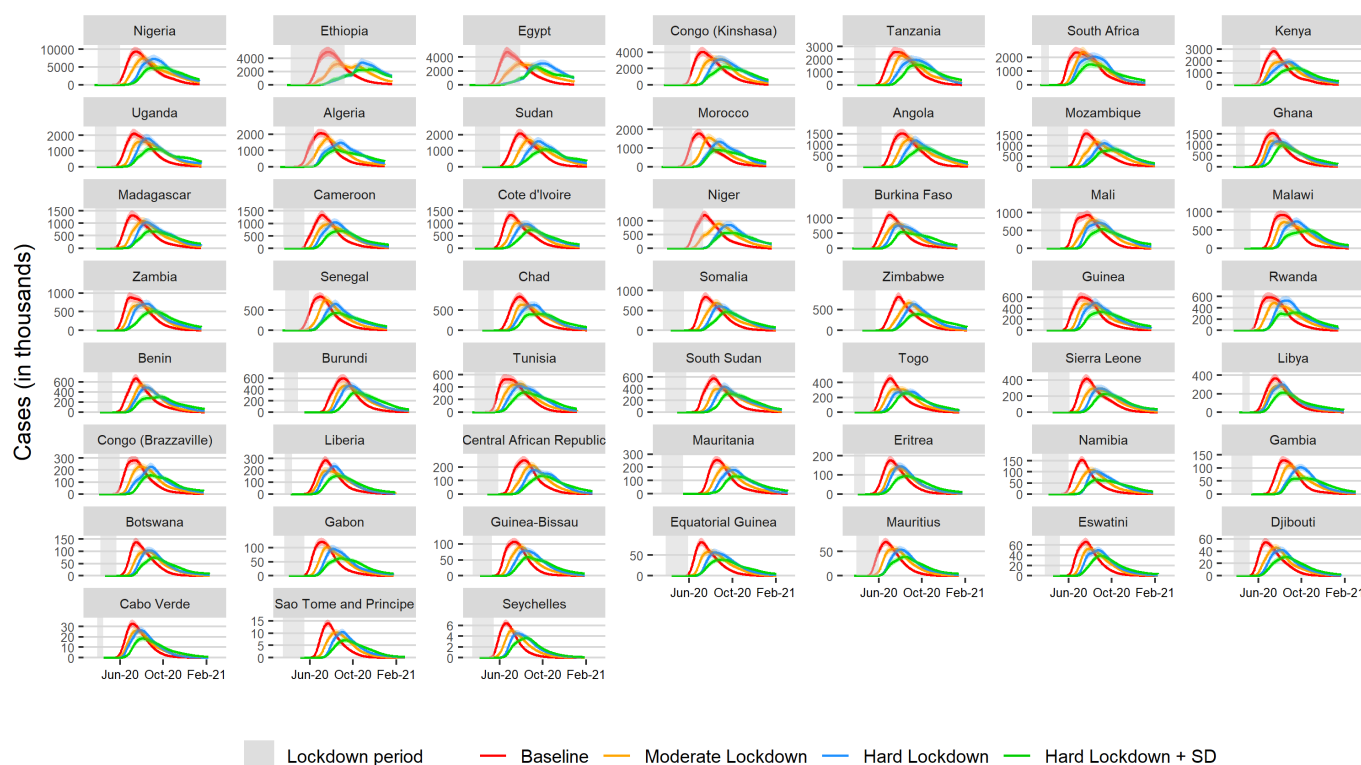 Cases (in thousands)
Nigeria Ethiopia Egypt Congo (Kinshasa) Tanzania South Africa Kenya
10000 5000 0
4000 2000 0
4000 2000 0
4000 2000 0
3000 2000 1000 0
2000 1000 0
3000 2000 1000 0
Uganda Algeria Sudan Morocco Angola Mozambique Ghana
2000 1000 0
2000 1000 0
2000 1000 0
2000 1000 0
1500 1000 500 0
1500 1000 500 0
1500 1000 500 0
Madagascar Cameroon Cote d'Ivoire Niger Burkina Faso Mali Malawi
1500 1000 500 0
1500 1000 500 0
1500 1000 500 0
1000 500 0
1000 500 0
1000 500 0
1000 500 0
Zambia Senegal Chad Somalia Zimbabwe Guinea Rwanda
1000 500 0
500 0
500 0
1000 500 0
500 0
600 400 200 0
600 400 200 0
Benin Burundi Tunisia South Sudan Togo Sierra Leone Libya
600 400 200 0
600 400 200 0
600 400 200 0
600 400 200 0
400 200 0
400 200 0
400 200 0
Congo (Brazzaville) Liberia Central African Republic Mauritania Eritrea Namibia Gambia
300 200 100 0
300 200 100 0
200 100 0
300 200 100 0
200 100 0
150 100 50 0
150 100 50 0
Botswana Gabon Guinea-Bissau Equatorial Guinea Mauritius Eswatini Djibouti
150 100 50 0
100 50 0
100 50 0
50 0
50 0
60 40 20 0
60 40 20 0
Jun-20 Oct-20 Feb-21 Jun-20 Oct-20 Feb-21 Jun-20 Oct-20 Feb-21 Jun-20 Oct-20 Feb-21
Cabo Verde Sao Tome and Principe Seychelles
30 20 10 0
15 10 5 0
6 4 2 0
Jun-20 Oct-20 Feb-21 Jun-20 Oct-20 Feb-21 Jun-20 Oct-20 Feb-21
Lockdown period Baseline Moderate Lockdown Hard Lockdown Hard Lockdown + SD